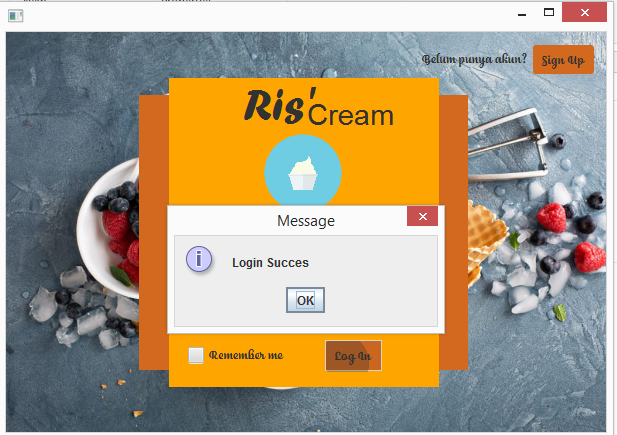 Belum punya akun? Sign Up
Ris'Cream
Message
Login Succes
OK
Remember me
Log In